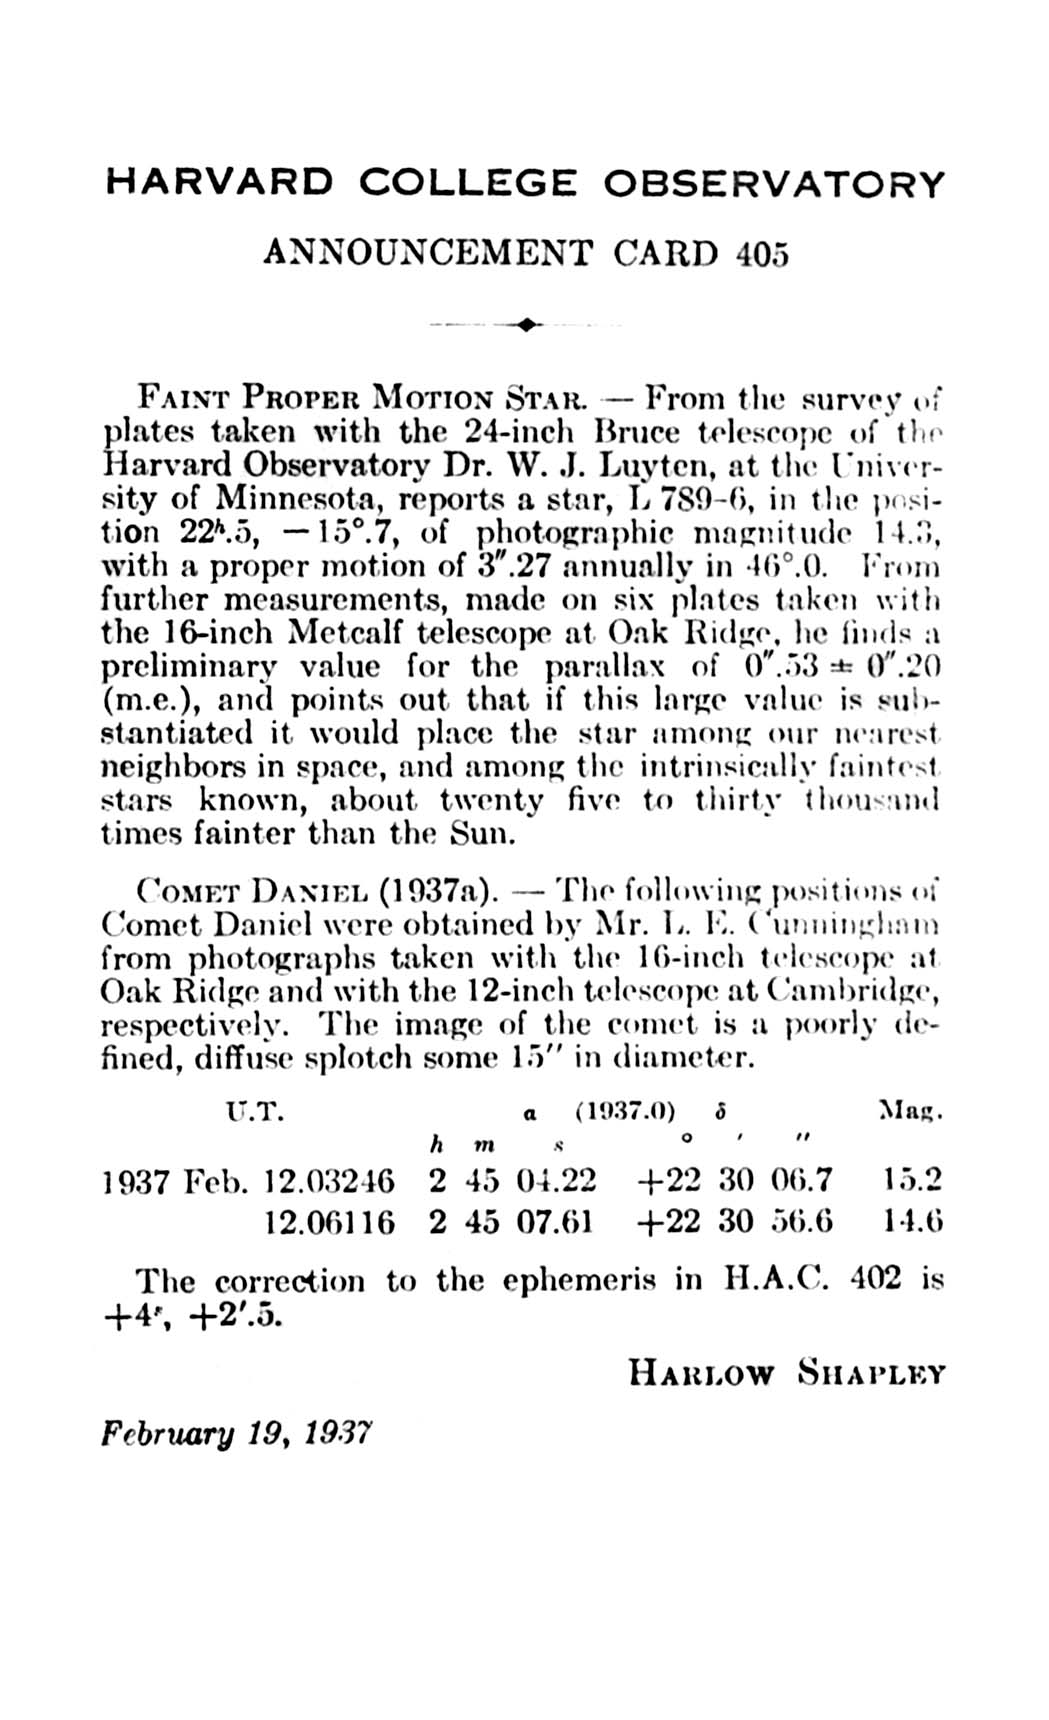 HARVARD COLLEGE OBSERVATORY
ANNOUNCEMENT CARD 405
FAINT PROPER MOTION STAR. — From the survey of
plates taken with the 24-inch Bruce telescope of the
Harvard Observatory Dr. W. J. Luyten, at the Univer-
sity of Minnesota, reports a star, L 789-6, in the posi-
tion 22ʰ.5, −15°.7, of photographic magnitude 14.3,
with a proper motion of 3″.27 annually in 46°.0. From
further measurements, made on six plates taken with
the 16-inch Metcalf telescope at Oak Ridge, he finds a
preliminary value for the parallax of 0″.53 ± 0″.20
(m.e.), and points out that if this large value is sub-
stantiated it would place the star among our nearest
neighbors in space, and among the intrinsically faintest
stars known, about twenty five to thirty thousand
times fainter than the Sun.
COMET DANIEL (1937a). — The following positions of
Comet Daniel were obtained by Mr. L. E. Cunningham
from photographs taken with the 16-inch telescope at
Oak Ridge and with the 12-inch telescope at Cambridge,
respectively. The image of the comet is a poorly de-
fined, diffuse splotch some 15″ in diameter.
U.T. α (1937.0) δ Mag.
h m s ° ′ ″
1937 Feb. 12.03246 2 45 04.22 +22 30 06.7 15.2
12.06116 2 45 07.61 +22 30 56.6 14.6
The correction to the ephemeris in H.A.C. 402 is
+4ˢ, +2′.5.
HARLOW SHAPLEY
February 19, 1937